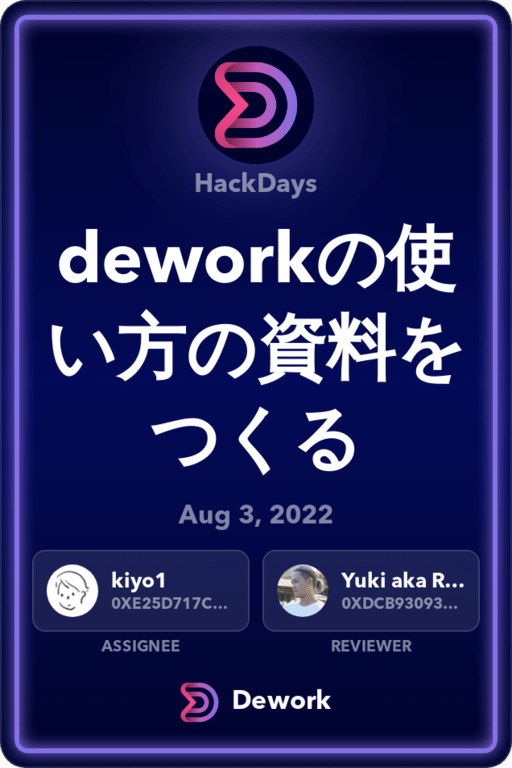 HackDays
deworkの使
い方の資料を
つくる
Aug 3, 2022
kiyo1
0XE25D717C...
Yuki aka R...
0XDCB93093...
ASSIGNEE
REVIEWER
Dework